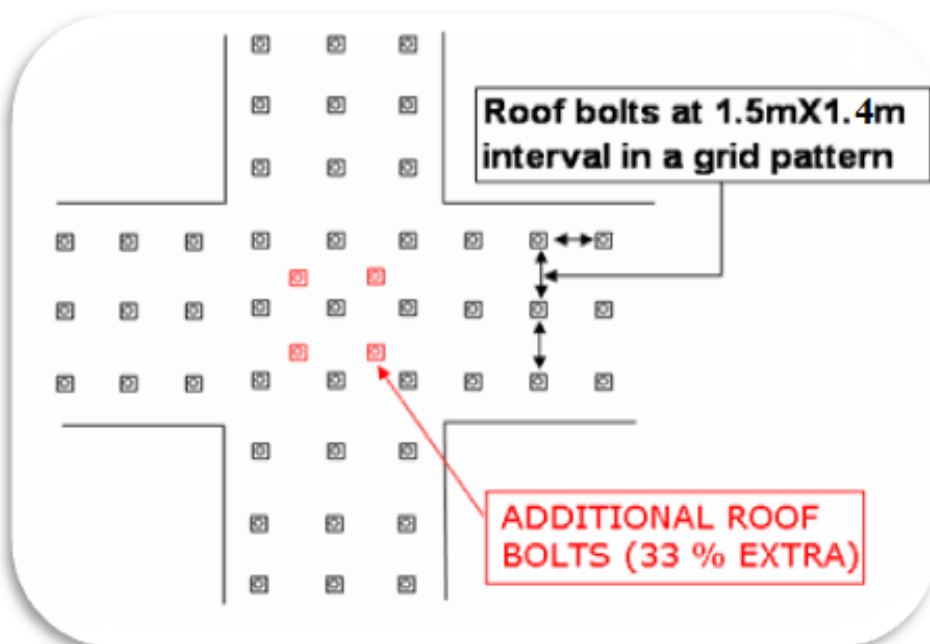 Roof bolts at 1.5mX1.4m
interval in a grid pattern
ADDITIONAL ROOF
BOLTS (33 % EXTRA)